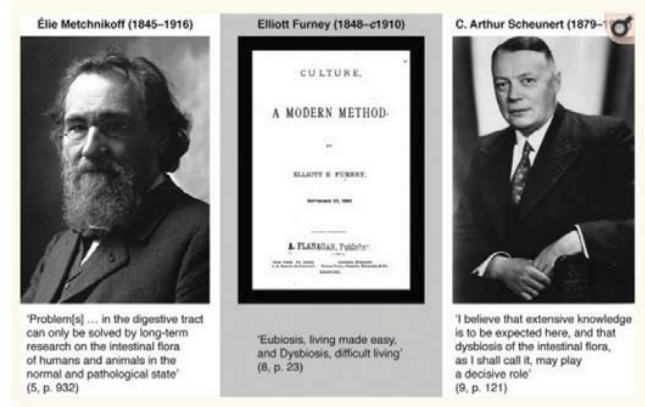 Élie Metchnikoff (1845–1916)
'Problem[s] ... in the digestive tract
can only be solved by long-term
research on the intestinal flora
of humans and animals in the
normal and pathological state'
(5, p. 932)
Elliott Furney (1848–c1910)
CULTURE,
A MODERN METHOD.
BY
ELLIOTT E. FURNEY,
A. FLANAGAN, Publisher.
'Eubiosis, living made easy,
and Dysbiosis, difficult living'
(8, p. 23)
C. Arthur Scheunert (1879–
'I believe that extensive knowledge
is to be expected here, and that
dysbiosis of the intestinal flora,
as I shall call it, may play
a decisive role'
(9, p. 121)